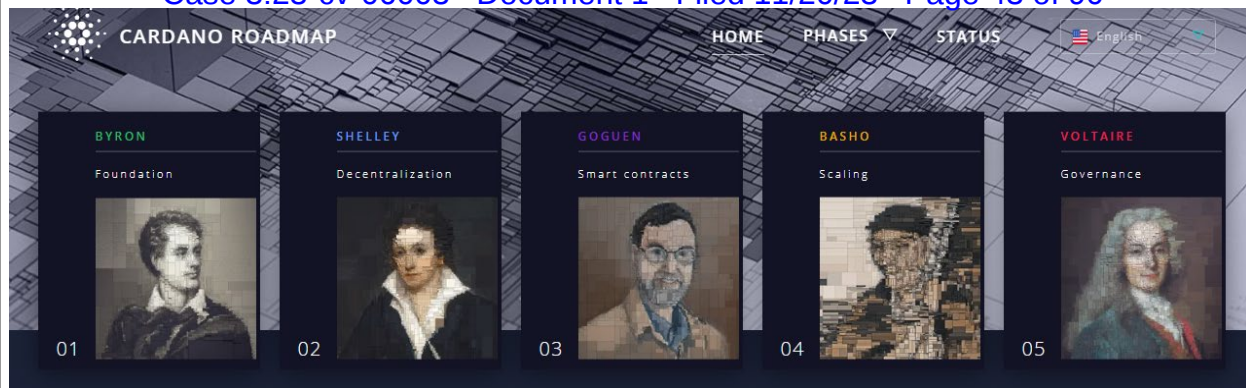 CARDANO ROADMAP HOME PHASES ▽ STATUS English
BYRON SHELLEY GOGUEN BASHO VOLTAIRE
Foundation Decentralization Smart contracts Scaling Governance
01 02 03 04 05